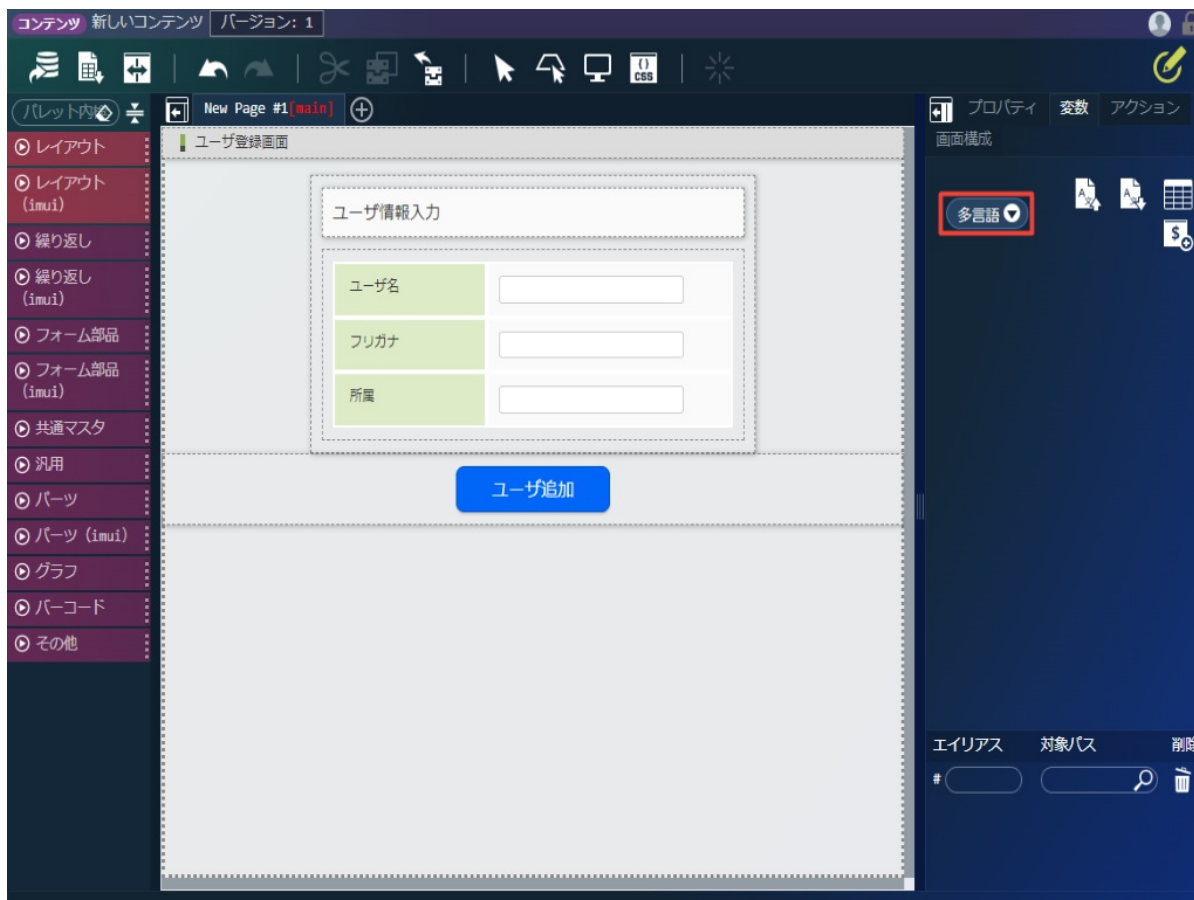 コンテンツ 新しいコンテンツ バージョン: 1
{}
CSS
パレット内検
New Page #1[main]
プロパティ 変数 アクション
画面構成
レイアウト
レイアウト
(imui)
繰り返し
繰り返し
(imui)
フォーム部品
フォーム部品
(imui)
共通マスタ
汎用
パーツ
パーツ (imui)
グラフ
バーコード
その他
ユーザ登録画面
ユーザ情報入力
ユーザ名
フリガナ
所属
ユーザ追加
多言語
$
エイリアス 対象パス 削除
#